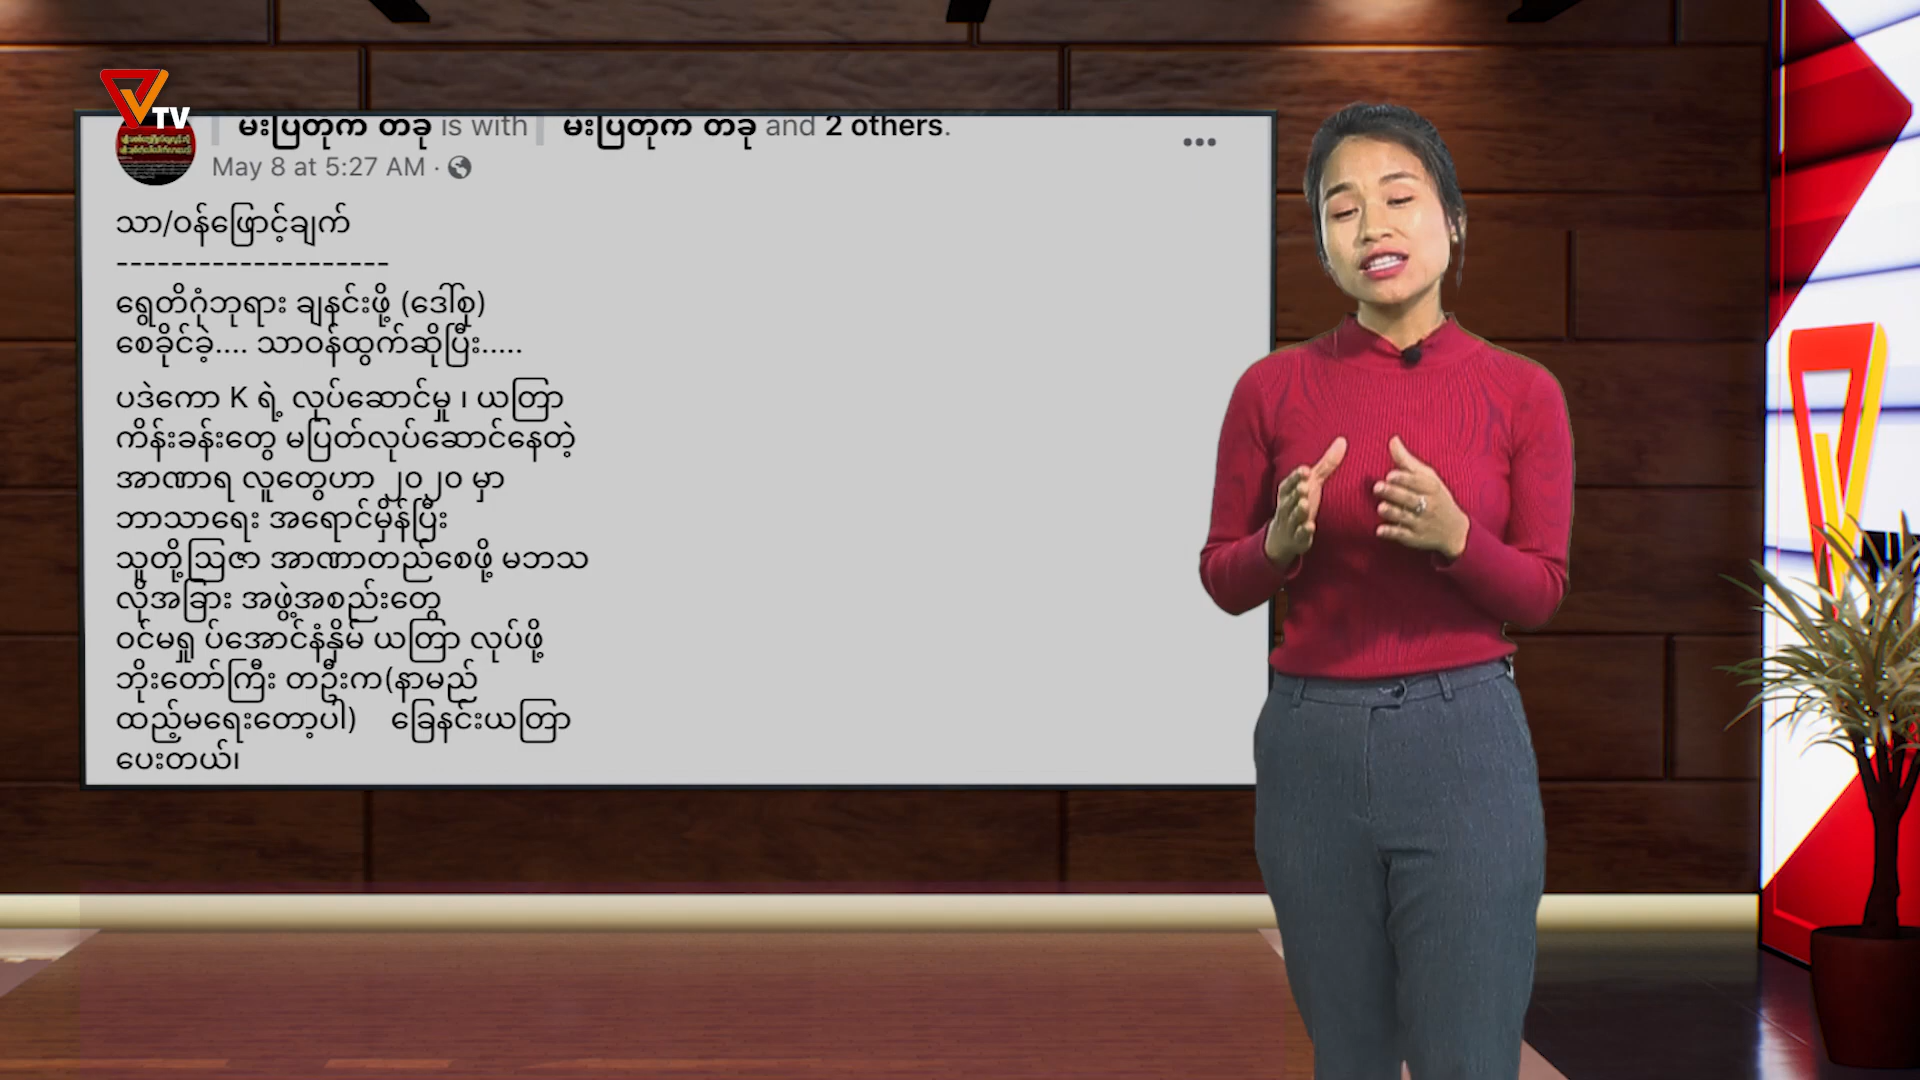 TV
မီးပြတိုက် တခု is with မီးပြတိုက် တခု and 2 others.
May 8 at 5:27 AM ·
သာ/ဝန်ဖြောင့်ချက်
--------------------
ရွှေတိဂုံဘုရား ချနင်းဖို့ (ဒေါ်စု)
စေခိုင်ခဲ့.... သာဝန်ထွက်ဆိုပြီး.....
ပဒဲကော K ရဲ့ လုပ်ဆောင်မှု ၊ ယတြာ
ကိန်းခန်းတွေ မပြတ်လုပ်ဆောင်နေတဲ့
အာဏာရ လူတွေဟာ ၂၀၂၀ မှာ
ဘာသာရေး အရောင်မှိန်ပြီး
သူတို့ဩဇာ အာဏာတည်စေဖို့ မဘသ
လိုအခြား အဖွဲ့အစည်းတွေ
ဝင်မရှု ပ်အောင်နံနှိမ် ယတြာ လုပ်ဖို့
ဘိုးတော်ကြီး တဦးက(နာမည်
ထည့်မရေးတော့ပါ) ခြေနင်းယတြာ
ပေးတယ်၊